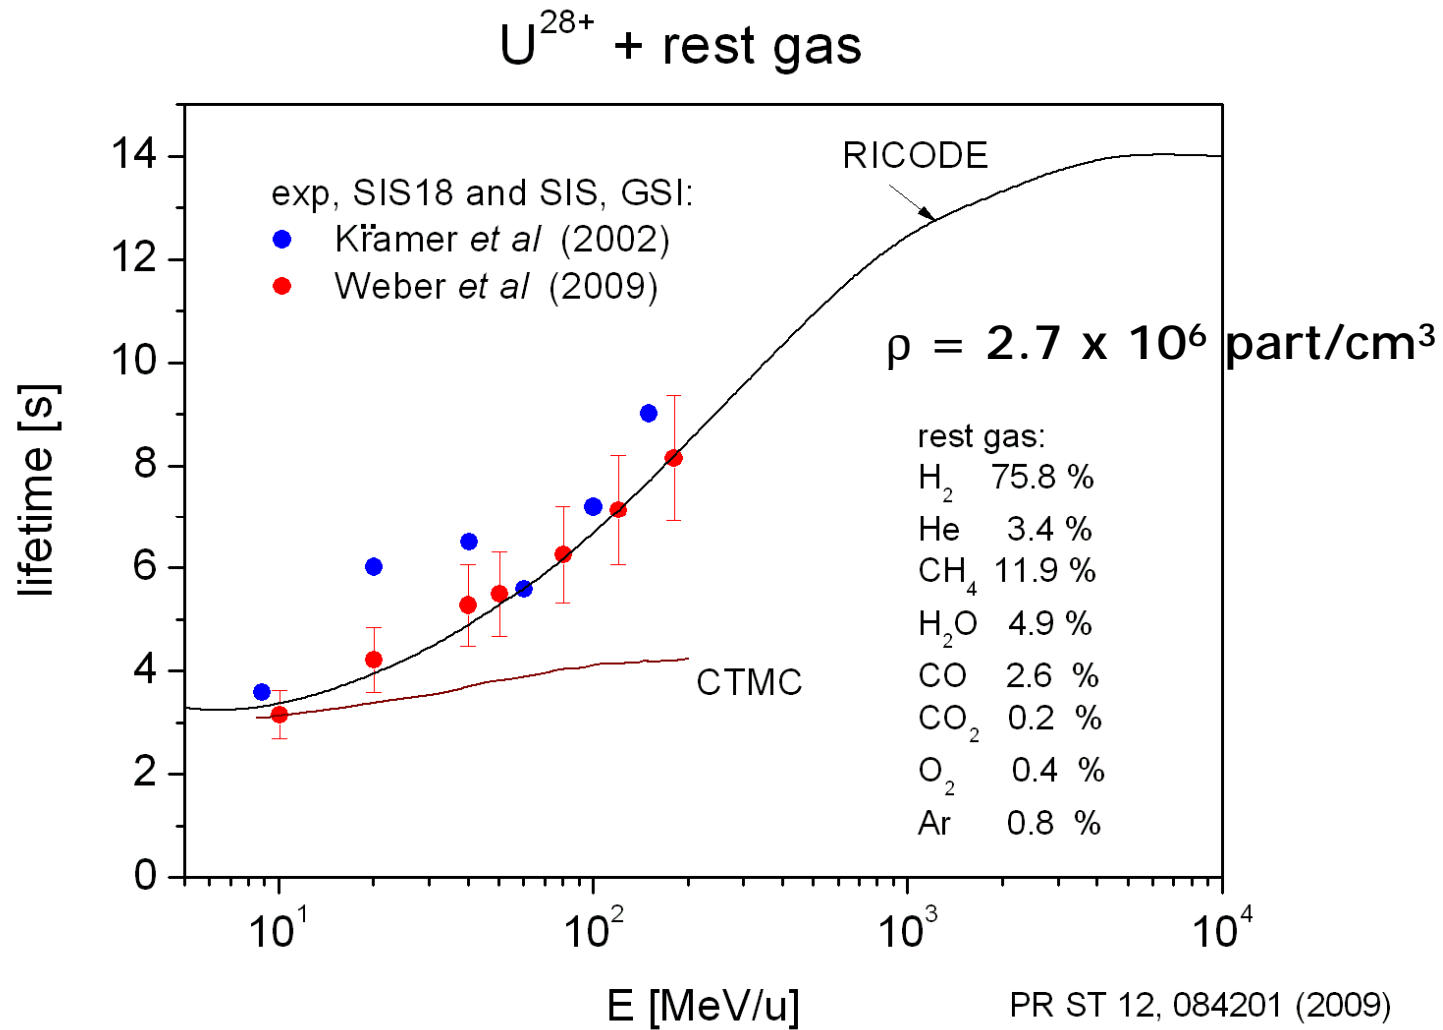 U²⁸⁺ + rest gas
RICODE
exp, SIS18 and SIS, GSI:
Kr̈amer et al (2002)
Weber et al (2009)
ρ = 2.7 x 10⁶ part/cm³
rest gas:
H₂ 75.8 %
He 3.4 %
CH₄ 11.9 %
H₂O 4.9 %
CO 2.6 %
CO₂ 0.2 %
O₂ 0.4 %
Ar 0.8 %
CTMC
lifetime [s]
14
12
10
8
6
4
2
0
10¹ 10² 10³ 10⁴
E [MeV/u]
PR ST 12, 084201 (2009)